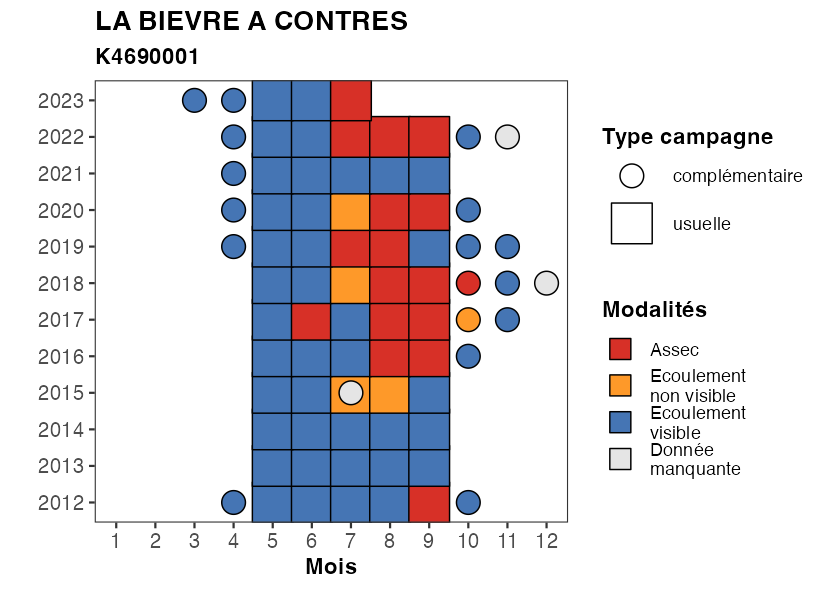 LA BIEVRE A CONTRES
K4690001
2023
2022
2021
2020
2019
2018
2017
2016
2015
2014
2013
2012
1 2 3 4 5 6 7 8 9 10 11 12
Mois
Type campagne
complémentaire
usuelle
Modalités
Assec
Ecoulement
non visible
Ecoulement
visible
Donnée
manquante